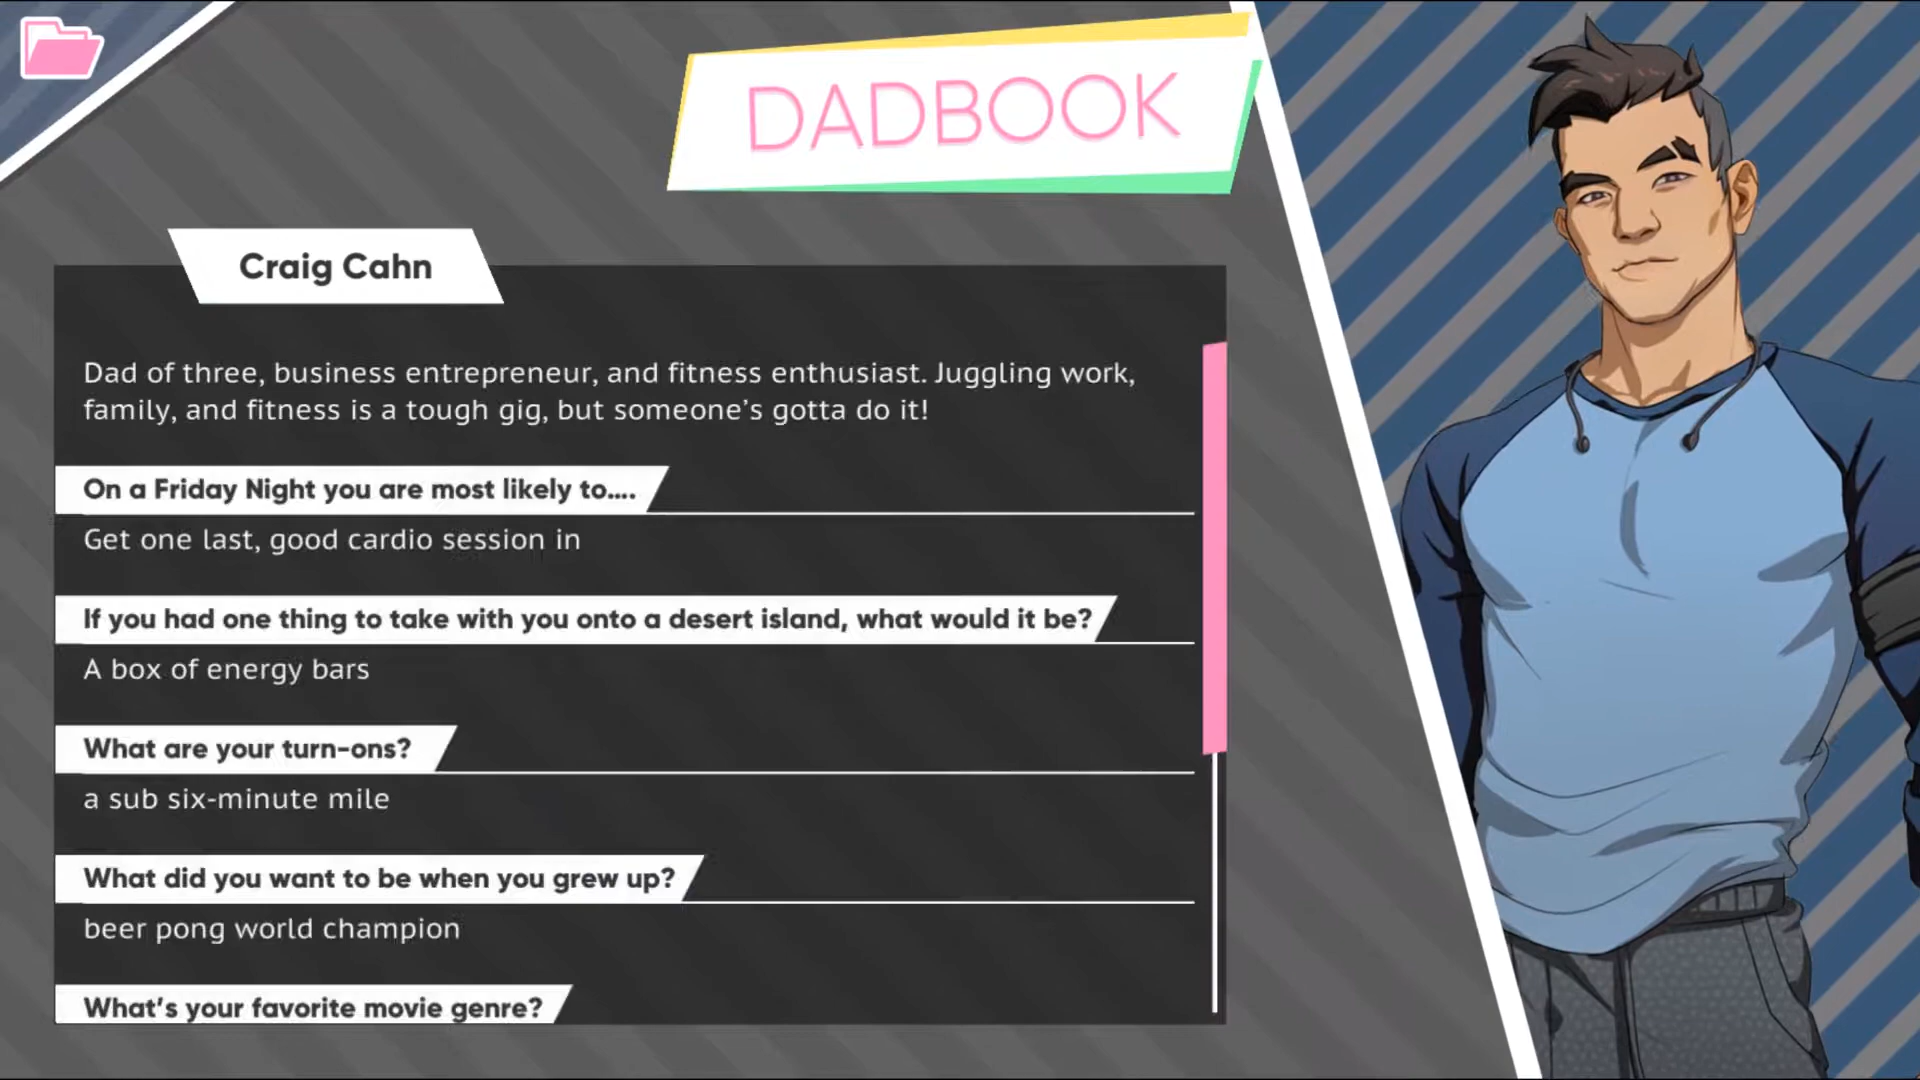 DADBOOK
Craig Cahn
Dad of three, business entrepreneur, and fitness enthusiast. Juggling work,
family, and fitness is a tough gig, but someone's gotta do it!
On a Friday Night you are most likely to....
Get one last, good cardio session in
If you had one thing to take with you onto a desert island, what would it be?
A box of energy bars
What are your turn-ons?
a sub six-minute mile
What did you want to be when you grew up?
beer pong world champion
What's your favorite movie genre?